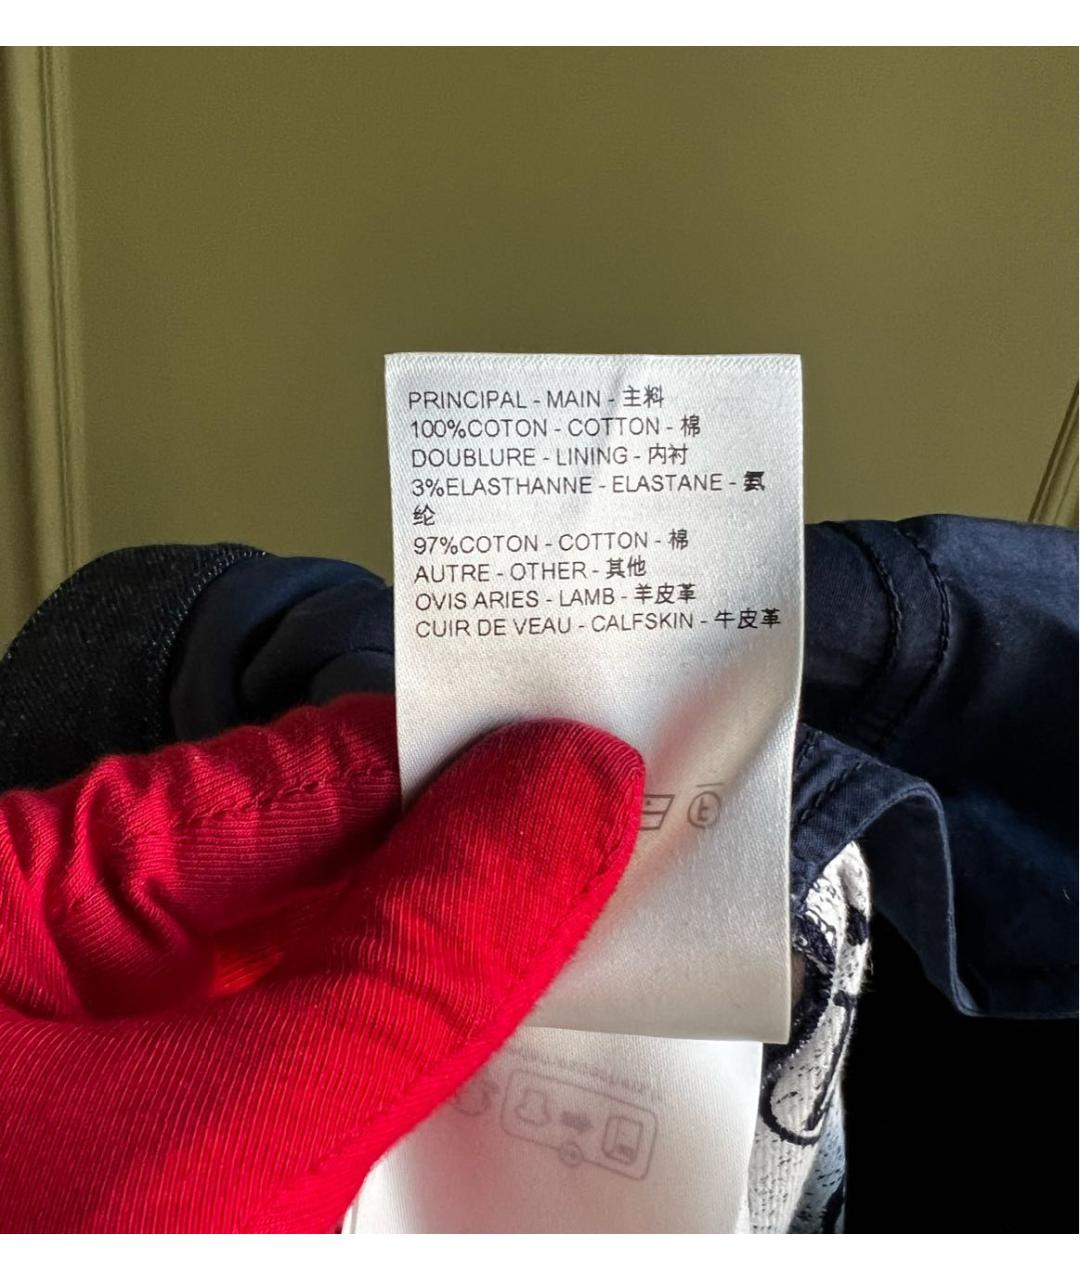 PRINCIPAL - MAIN - 主料
100%COTON - COTTON - 棉
DOUBLURE - LINING - 内衬
3%ELASTHANNE - ELASTANE - 氨
纶
97%COTON - COTTON - 棉
AUTRE - OTHER - 其他
OVIS ARIES - LAMB - 羊皮革
CUIR DE VEAU - CALFSKIN - 牛皮革